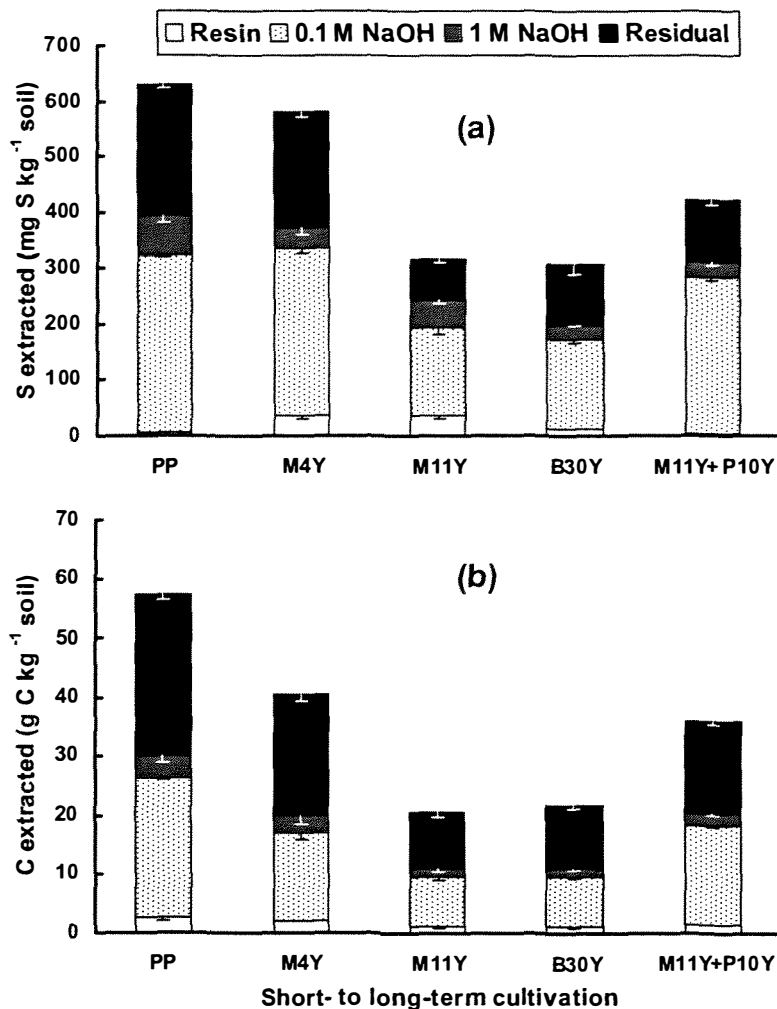 Resin 0.1 M NaOH 1 M NaOH Residual
700
600
500
400
300
200
100
0
S extracted (mg S kg⁻¹ soil)
(a)
PP M4Y M11Y B30Y M11Y+ P10Y
70
60
50
40
30
20
10
0
C extracted (g C kg⁻¹ soil)
(b)
PP M4Y M11Y B30Y M11Y+P10Y
Short- to long-term cultivation